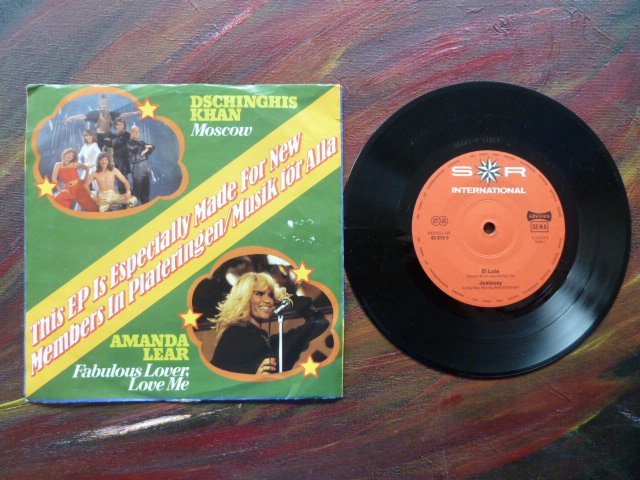 DSCHINGHIS
KHAN
Moscow
This EP Is Especially Made For New
Members In Plateringen/Musik för Alla
AMANDA
LEAR
Fabulous Lover,
Love Me
S R
INTERNATIONAL
GEMA
El Lute
Jealousy